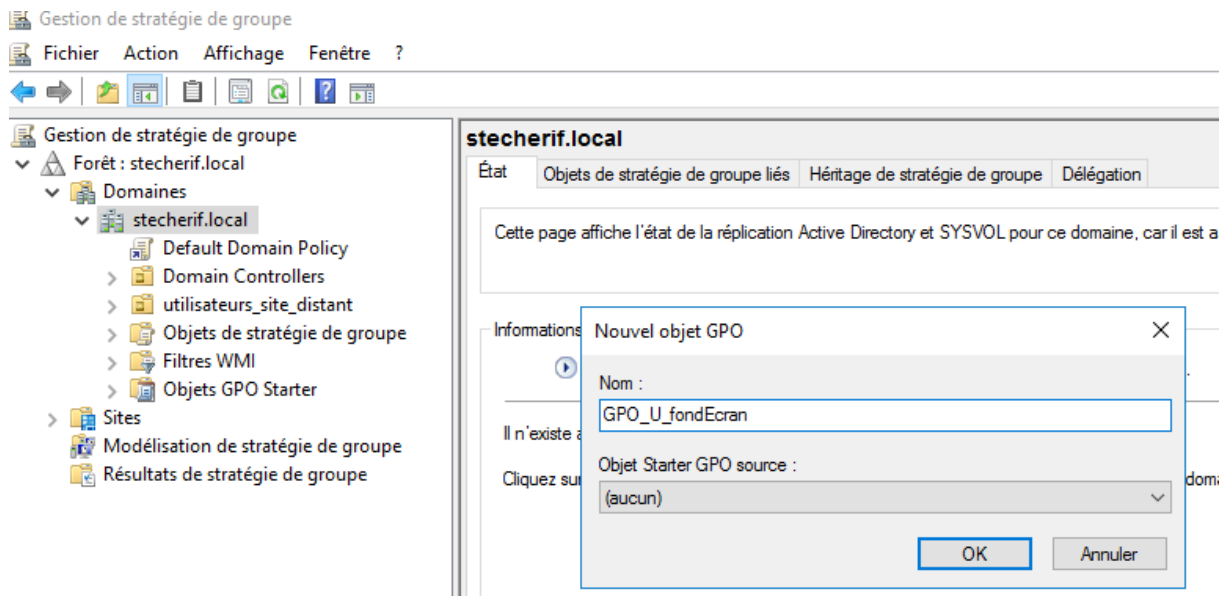 Gestion de stratégie de groupe
Fichier Action Affichage Fenêtre ?
Gestion de stratégie de groupe
Forêt : stecherif.local
Domaines
stecherif.local
Default Domain Policy
Domain Controllers
utilisateurs_site_distant
Objets de stratégie de groupe
Filtres WMI
Objets GPO Starter
Sites
Modélisation de stratégie de groupe
Résultats de stratégie de groupe
stecherif.local
État Objets de stratégie de groupe liés Héritage de stratégie de groupe Délégation
Cette page affiche l'état de la réplication Active Directory et SYSVOL pour ce domaine, car il est a
Informations
Il n'existe a
Cliquez sur
doma
Nouvel objet GPO
Nom :
GPO_U_fondEcran
Objet Starter GPO source :
(aucun)
OK Annuler